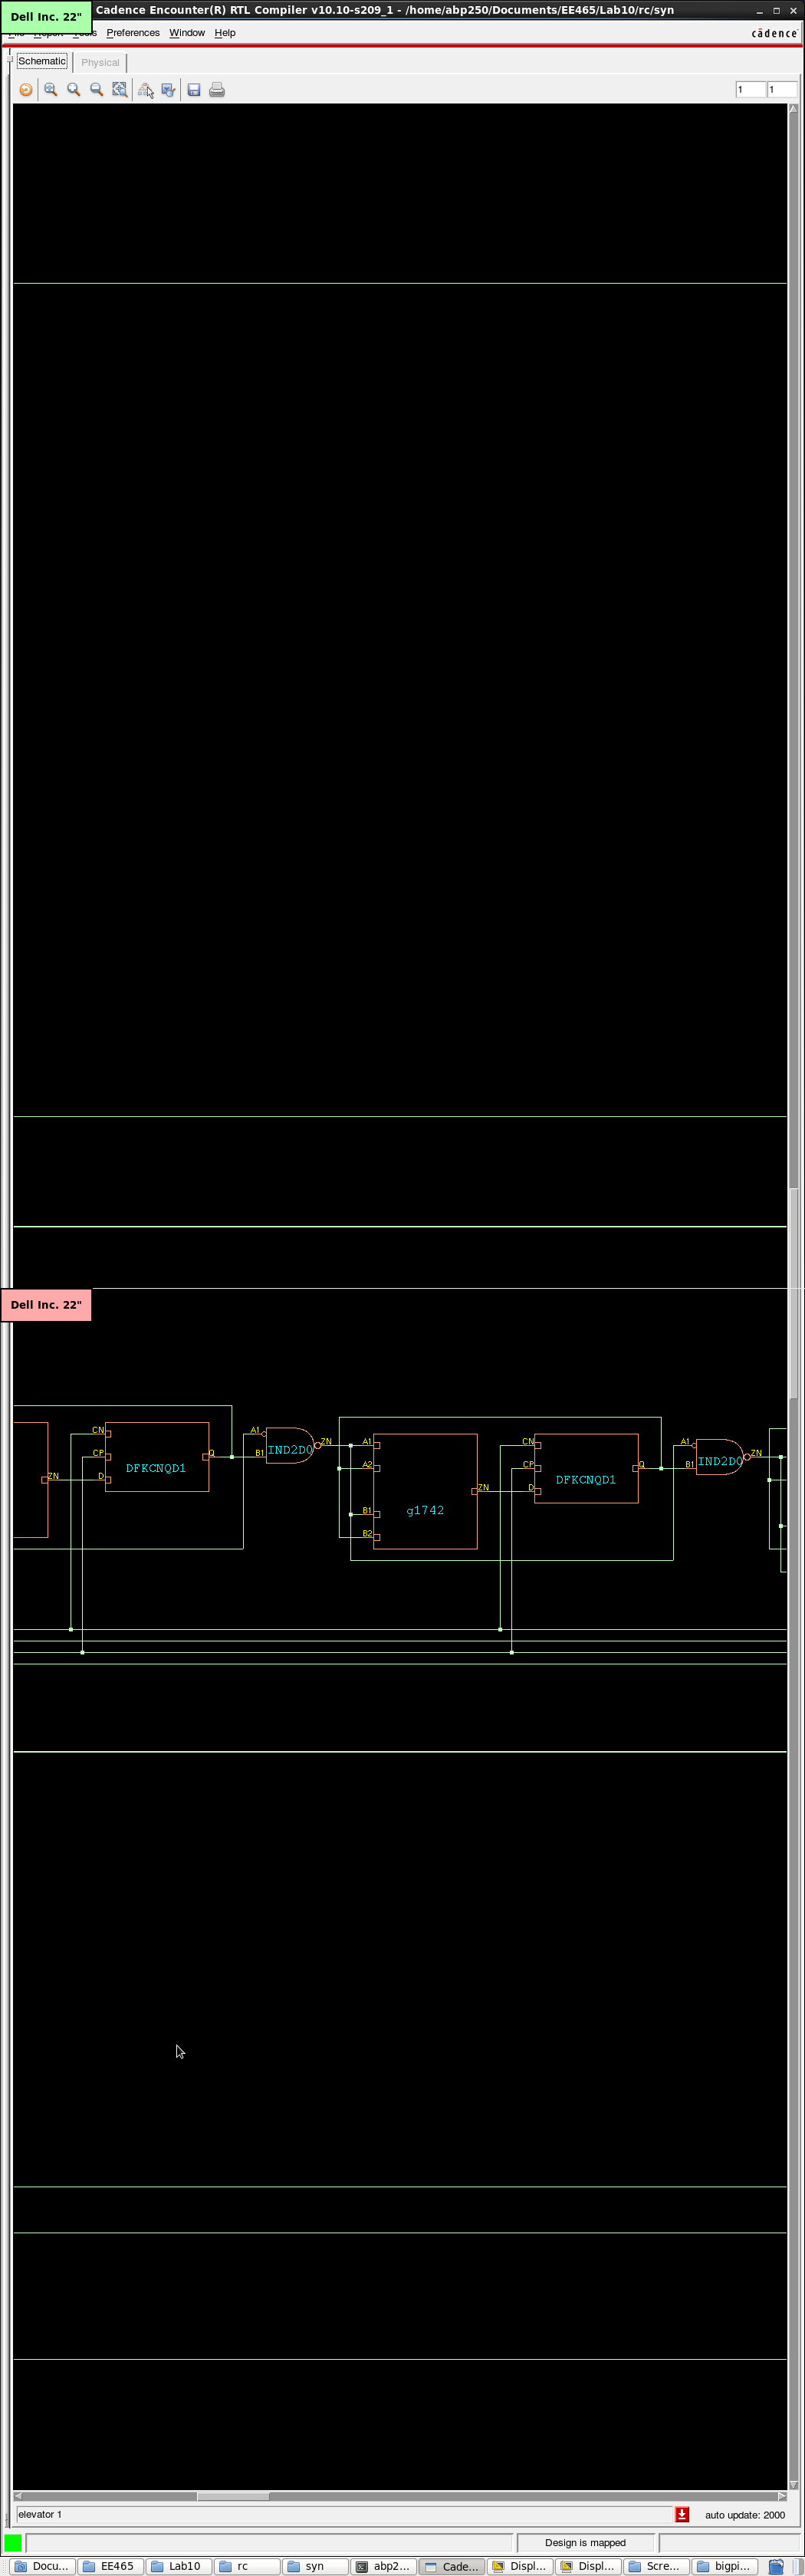 Dell Inc. 22"
Cadence Encounter(R) RTL Compiler v10.10-s209_1 - /home/abp250/Documents/EE465/Lab10/rc/syn
Preferences Window Help
cādence
Schematic Physical
1 1
Dell Inc. 22"
CN
CP
D
Q
DFKCNQD1
ZN
A1
B1
ZN
IND2D0
A1
A2
B1
B2
ZN
g1742
CN
CP
D
Q
DFKCNQD1
A1
B1
ZN
IND2D0
elevator 1
auto update: 2000
Design is mapped
Docu... EE465 Lab10 rc syn abp2... Cade... Displ... Displ... Scre... bigpi...